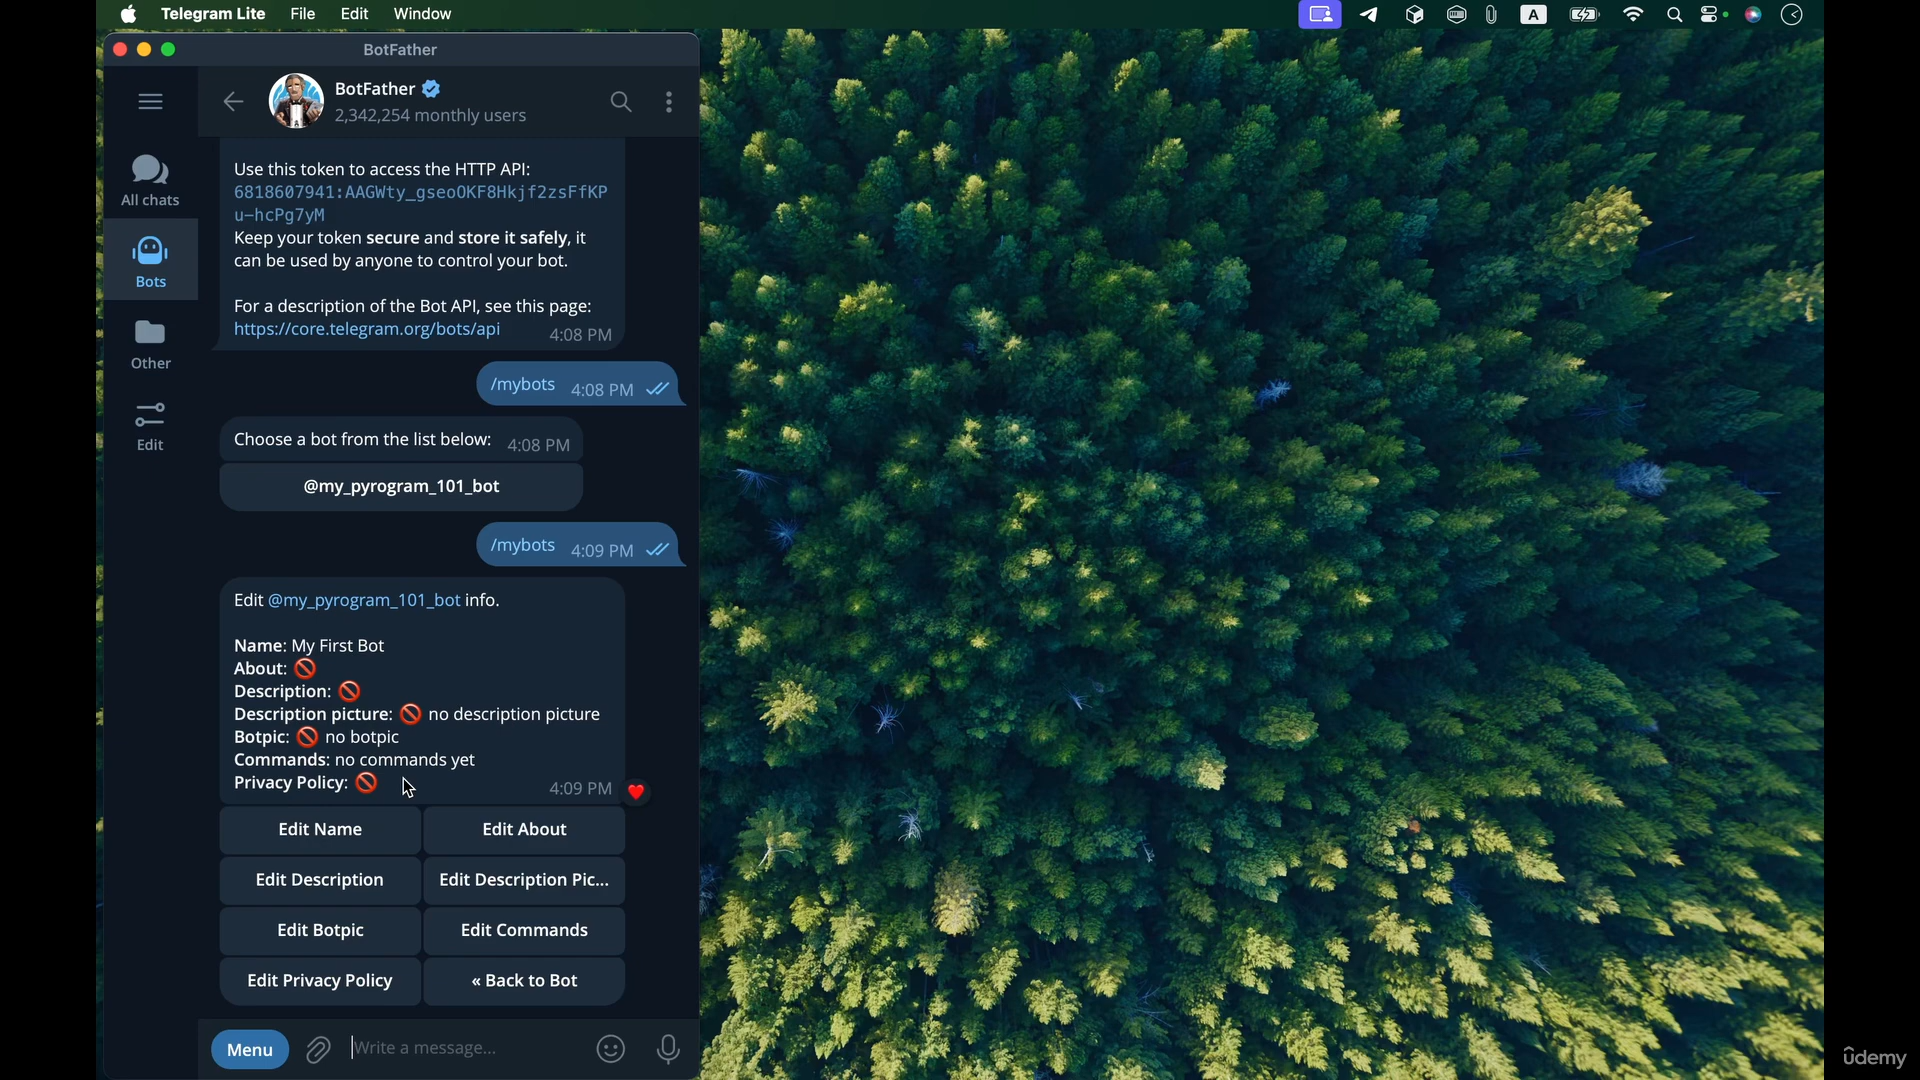 Telegram Lite File Edit Window
A
BotFather
BotFather
2,342,254 monthly users
All chats
Bots
Other
Edit
Use this token to access the HTTP API:
6818607941:AAGWty_gseoOKF8Hkjf2zsFfKP
u-hcPg7yM
Keep your token secure and store it safely, it
can be used by anyone to control your bot.
For a description of the Bot API, see this page:
https://core.telegram.org/bots/api 4:08 PM
/mybots 4:08 PM
Choose a bot from the list below: 4:08 PM
@my_pyrogram_101_bot
/mybots 4:09 PM
Edit @my_pyrogram_101_bot info.
Name: My First Bot
About:
Description:
Description picture: no description picture
Botpic: no botpic
Commands: no commands yet
Privacy Policy: 4:09 PM
Edit Name Edit About
Edit Description Edit Description Pic...
Edit Botpic Edit Commands
Edit Privacy Policy « Back to Bot
Menu Write a message...
ûdemy